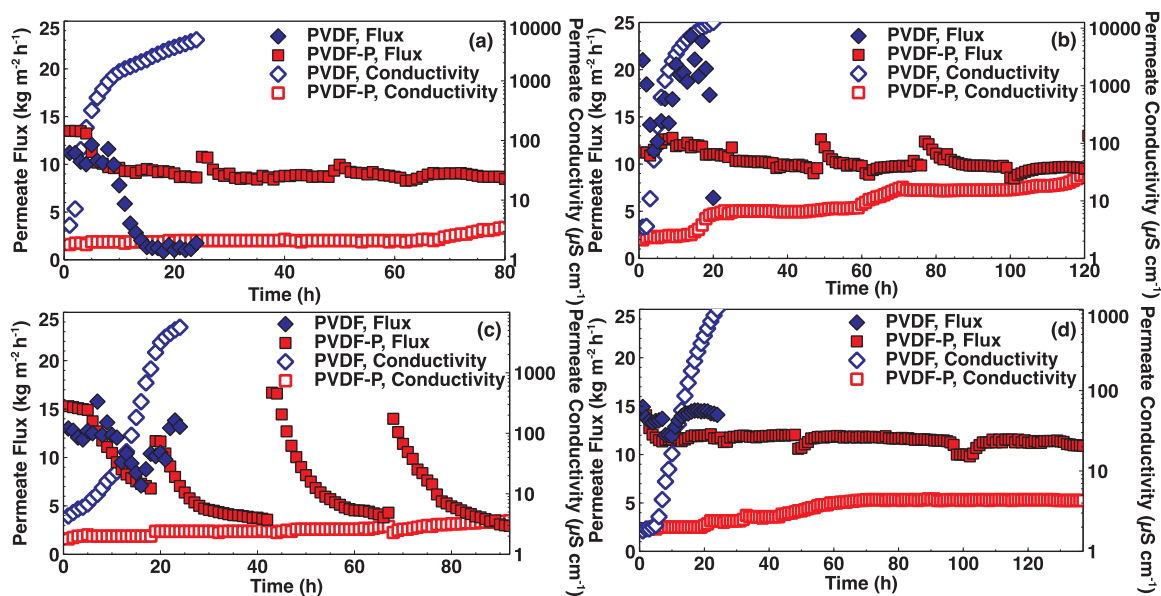 PVDF, Flux
PVDF-P, Flux
PVDF, Conductivity
PVDF-P, Conductivity
(a)
Permeate Flux (kg m⁻² h⁻¹)
25
20
15
10
5
0
0
20
40
60
80
Time (h)
10000
1000
100
10
1
Permeate Conductivity (μS cm⁻¹)
PVDF, Flux
PVDF-P, Flux
PVDF, Conductivity
PVDF-P, Conductivity
(b)
Permeate Flux (kg m⁻² h⁻¹)
25
20
15
10
5
0
0
20
40
60
80
100
120
Time (h)
10000
1000
100
10
1
Permeate Conductivity (μS cm⁻¹)
PVDF, Flux
PVDF-P, Flux
PVDF, Conductivity
PVDF-P, Conductivity
(c)
Permeate Flux (kg m⁻² h⁻¹)
25
20
15
10
5
0
0
20
40
60
80
Time (h)
1000
100
10
1
Permeate Conductivity (μS cm⁻¹)
PVDF, Flux
PVDF-P, Flux
PVDF, Conductivity
PVDF-P, Conductivity
(d)
Permeate Flux (kg m⁻² h⁻¹)
25
20
15
10
5
0
0
20
40
60
80
100
120
Time (h)
1000
100
10
1
Permeate Conductivity (μS cm⁻¹)